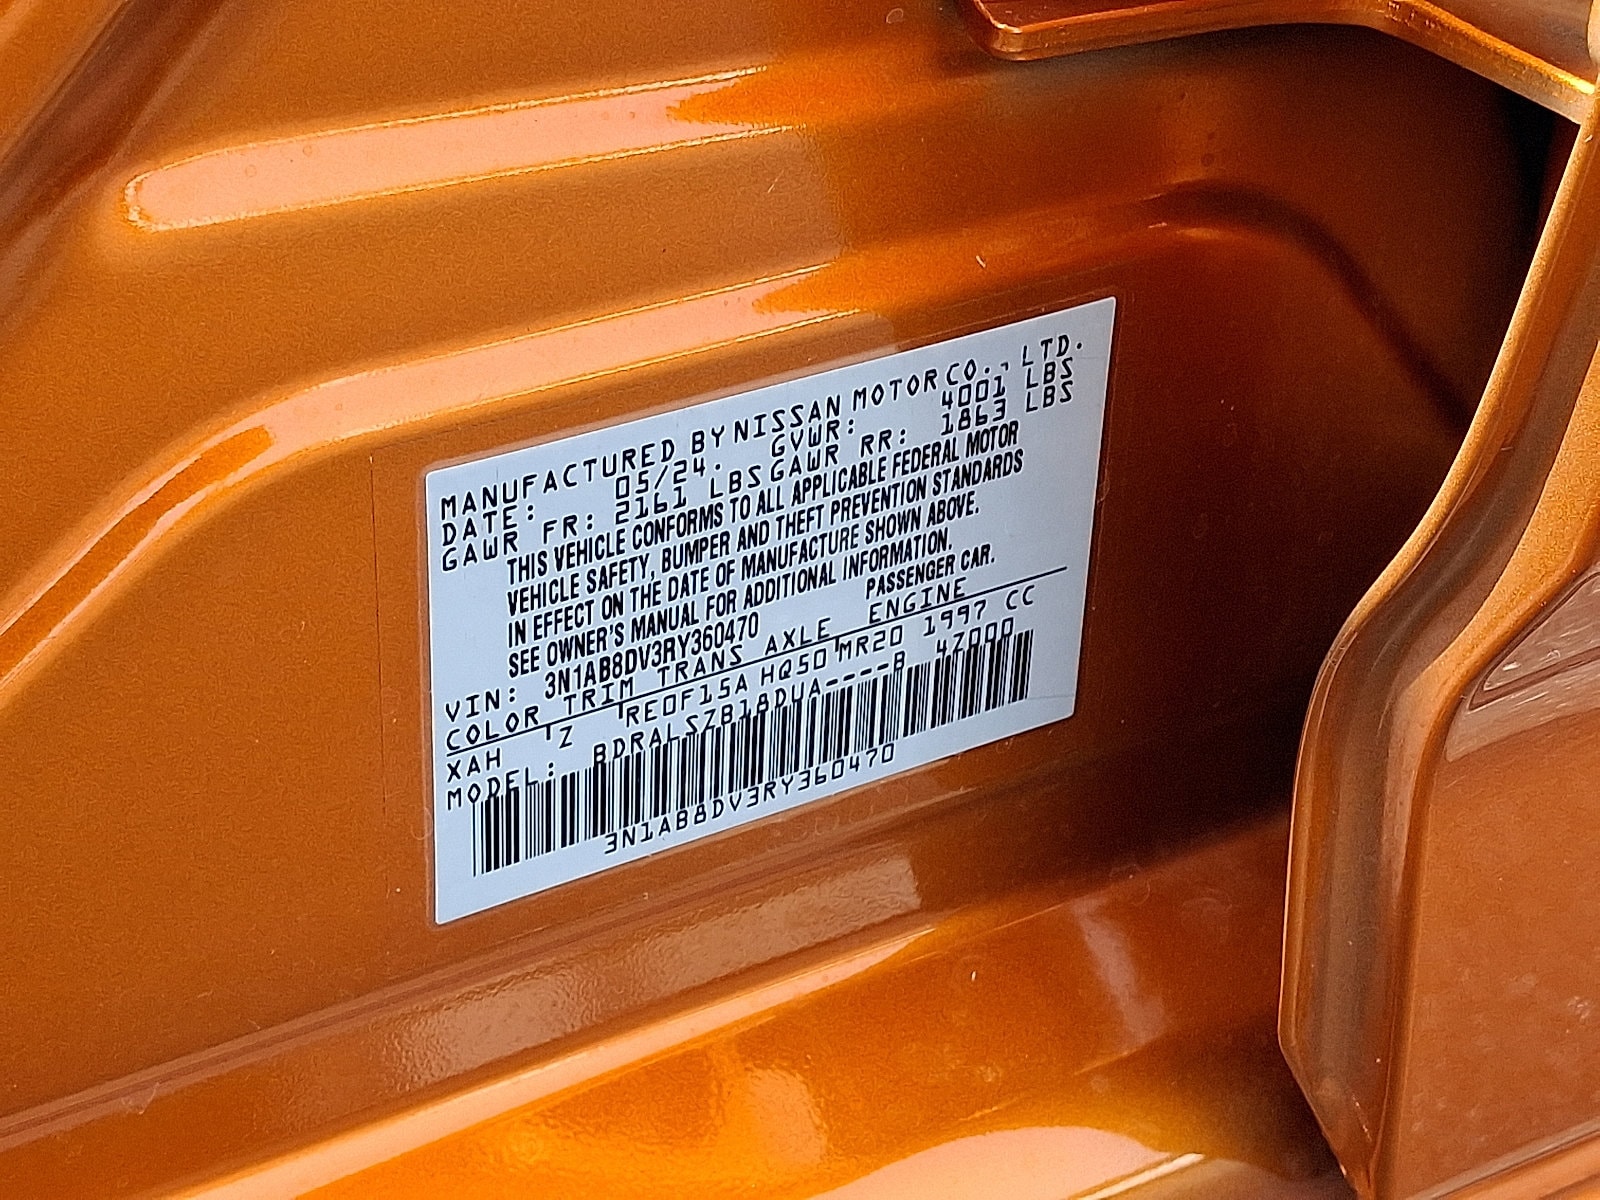 MANUFACTURED BY NISSAN MOTOR CO., LTD.
DATE: 05/24. GVWR: 4001 LBS
GAWR FR: 2161 LBS GAWR RR: 1863 LBS
THIS VEHICLE CONFORMS TO ALL APPLICABLE FEDERAL MOTOR
VEHICLE SAFETY, BUMPER AND THEFT PREVENTION STANDARDS
IN EFFECT ON THE DATE OF MANUFACTURE SHOWN ABOVE.
SEE OWNER'S MANUAL FOR ADDITIONAL INFORMATION.
VIN: 3N1AB8DV3RY360470 PASSENGER CAR.
COLOR TRIM TRANS AXLE ENGINE
XAH Z RE0F15A HQ50 MR20 1997 CC
MODEL: BDRALSZB18DUA-----B 4Z000
3N1AB8DV3RY360470